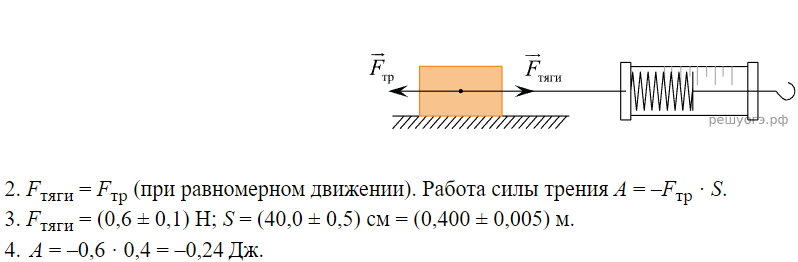 F тр F тяги
решуогэ.рф
2. Fтяги = Fтр (при равномерном движении). Работа силы трения A = –Fтр · S.
3. Fтяги = (0,6 ± 0,1) Н; S = (40,0 ± 0,5) см = (0,400 ± 0,005) м.
4. A = –0,6 · 0,4 = –0,24 Дж.